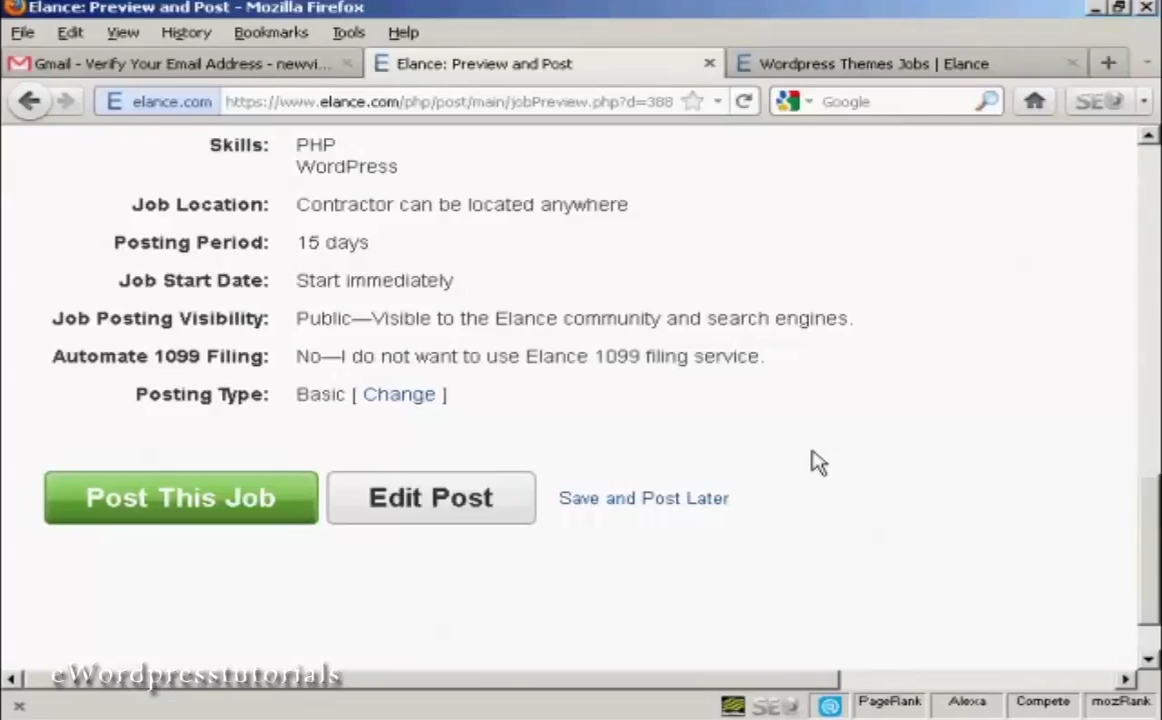 Elance: Preview and Post - Mozilla Firefox
File Edit View History Bookmarks Tools Help
Gmail - Verify Your Email Address - newvi... Elance: Preview and Post Wordpress Themes Jobs | Elance
elance.com https://www.elance.com/php/post/main/jobPreview.php?d=388 Google SEO
Skills: PHP
WordPress
Job Location: Contractor can be located anywhere
Posting Period: 15 days
Job Start Date: Start immediately
Job Posting Visibility: Public—Visible to the Elance community and search engines.
Automate 1099 Filing: No—I do not want to use Elance 1099 filing service.
Posting Type: Basic [ Change ]
Post This Job Edit Post Save and Post Later
eWordpresstutorials
SEO PageRank Alexa Compete mozRank